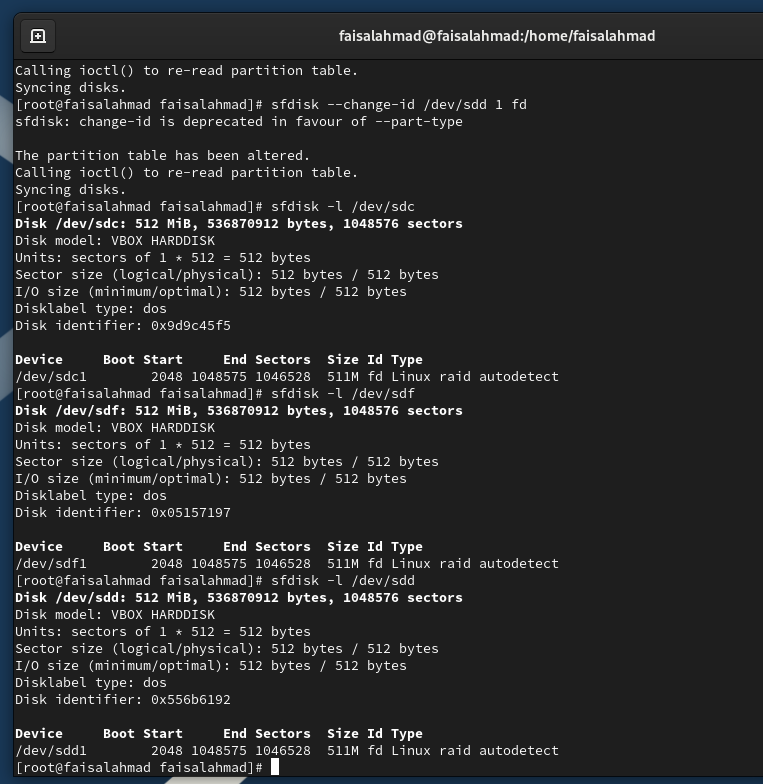 faisalahmad@faisalahmad:/home/faisalahmad
Calling ioctl() to re-read partition table.
Syncing disks.
[root@faisalahmad faisalahmad]# sfdisk --change-id /dev/sdd 1 fd
sfdisk: change-id is deprecated in favour of --part-type
The partition table has been altered.
Calling ioctl() to re-read partition table.
Syncing disks.
[root@faisalahmad faisalahmad]# sfdisk -l /dev/sdc
Disk /dev/sdc: 512 MiB, 536870912 bytes, 1048576 sectors
Disk model: VBOX HARDDISK
Units: sectors of 1 * 512 = 512 bytes
Sector size (logical/physical): 512 bytes / 512 bytes
I/O size (minimum/optimal): 512 bytes / 512 bytes
Disklabel type: dos
Disk identifier: 0x9d9c45f5
Device     Boot Start     End Sectors  Size Id Type
/dev/sdc1        2048 1048575 1046528  511M fd Linux raid autodetect
[root@faisalahmad faisalahmad]# sfdisk -l /dev/sdf
Disk /dev/sdf: 512 MiB, 536870912 bytes, 1048576 sectors
Disk model: VBOX HARDDISK
Units: sectors of 1 * 512 = 512 bytes
Sector size (logical/physical): 512 bytes / 512 bytes
I/O size (minimum/optimal): 512 bytes / 512 bytes
Disklabel type: dos
Disk identifier: 0x05157197
Device     Boot Start     End Sectors  Size Id Type
/dev/sdf1        2048 1048575 1046528  511M fd Linux raid autodetect
[root@faisalahmad faisalahmad]# sfdisk -l /dev/sdd
Disk /dev/sdd: 512 MiB, 536870912 bytes, 1048576 sectors
Disk model: VBOX HARDDISK
Units: sectors of 1 * 512 = 512 bytes
Sector size (logical/physical): 512 bytes / 512 bytes
I/O size (minimum/optimal): 512 bytes / 512 bytes
Disklabel type: dos
Disk identifier: 0x556b6192
Device     Boot Start     End Sectors  Size Id Type
/dev/sdd1        2048 1048575 1046528  511M fd Linux raid autodetect
[root@faisalahmad faisalahmad]#